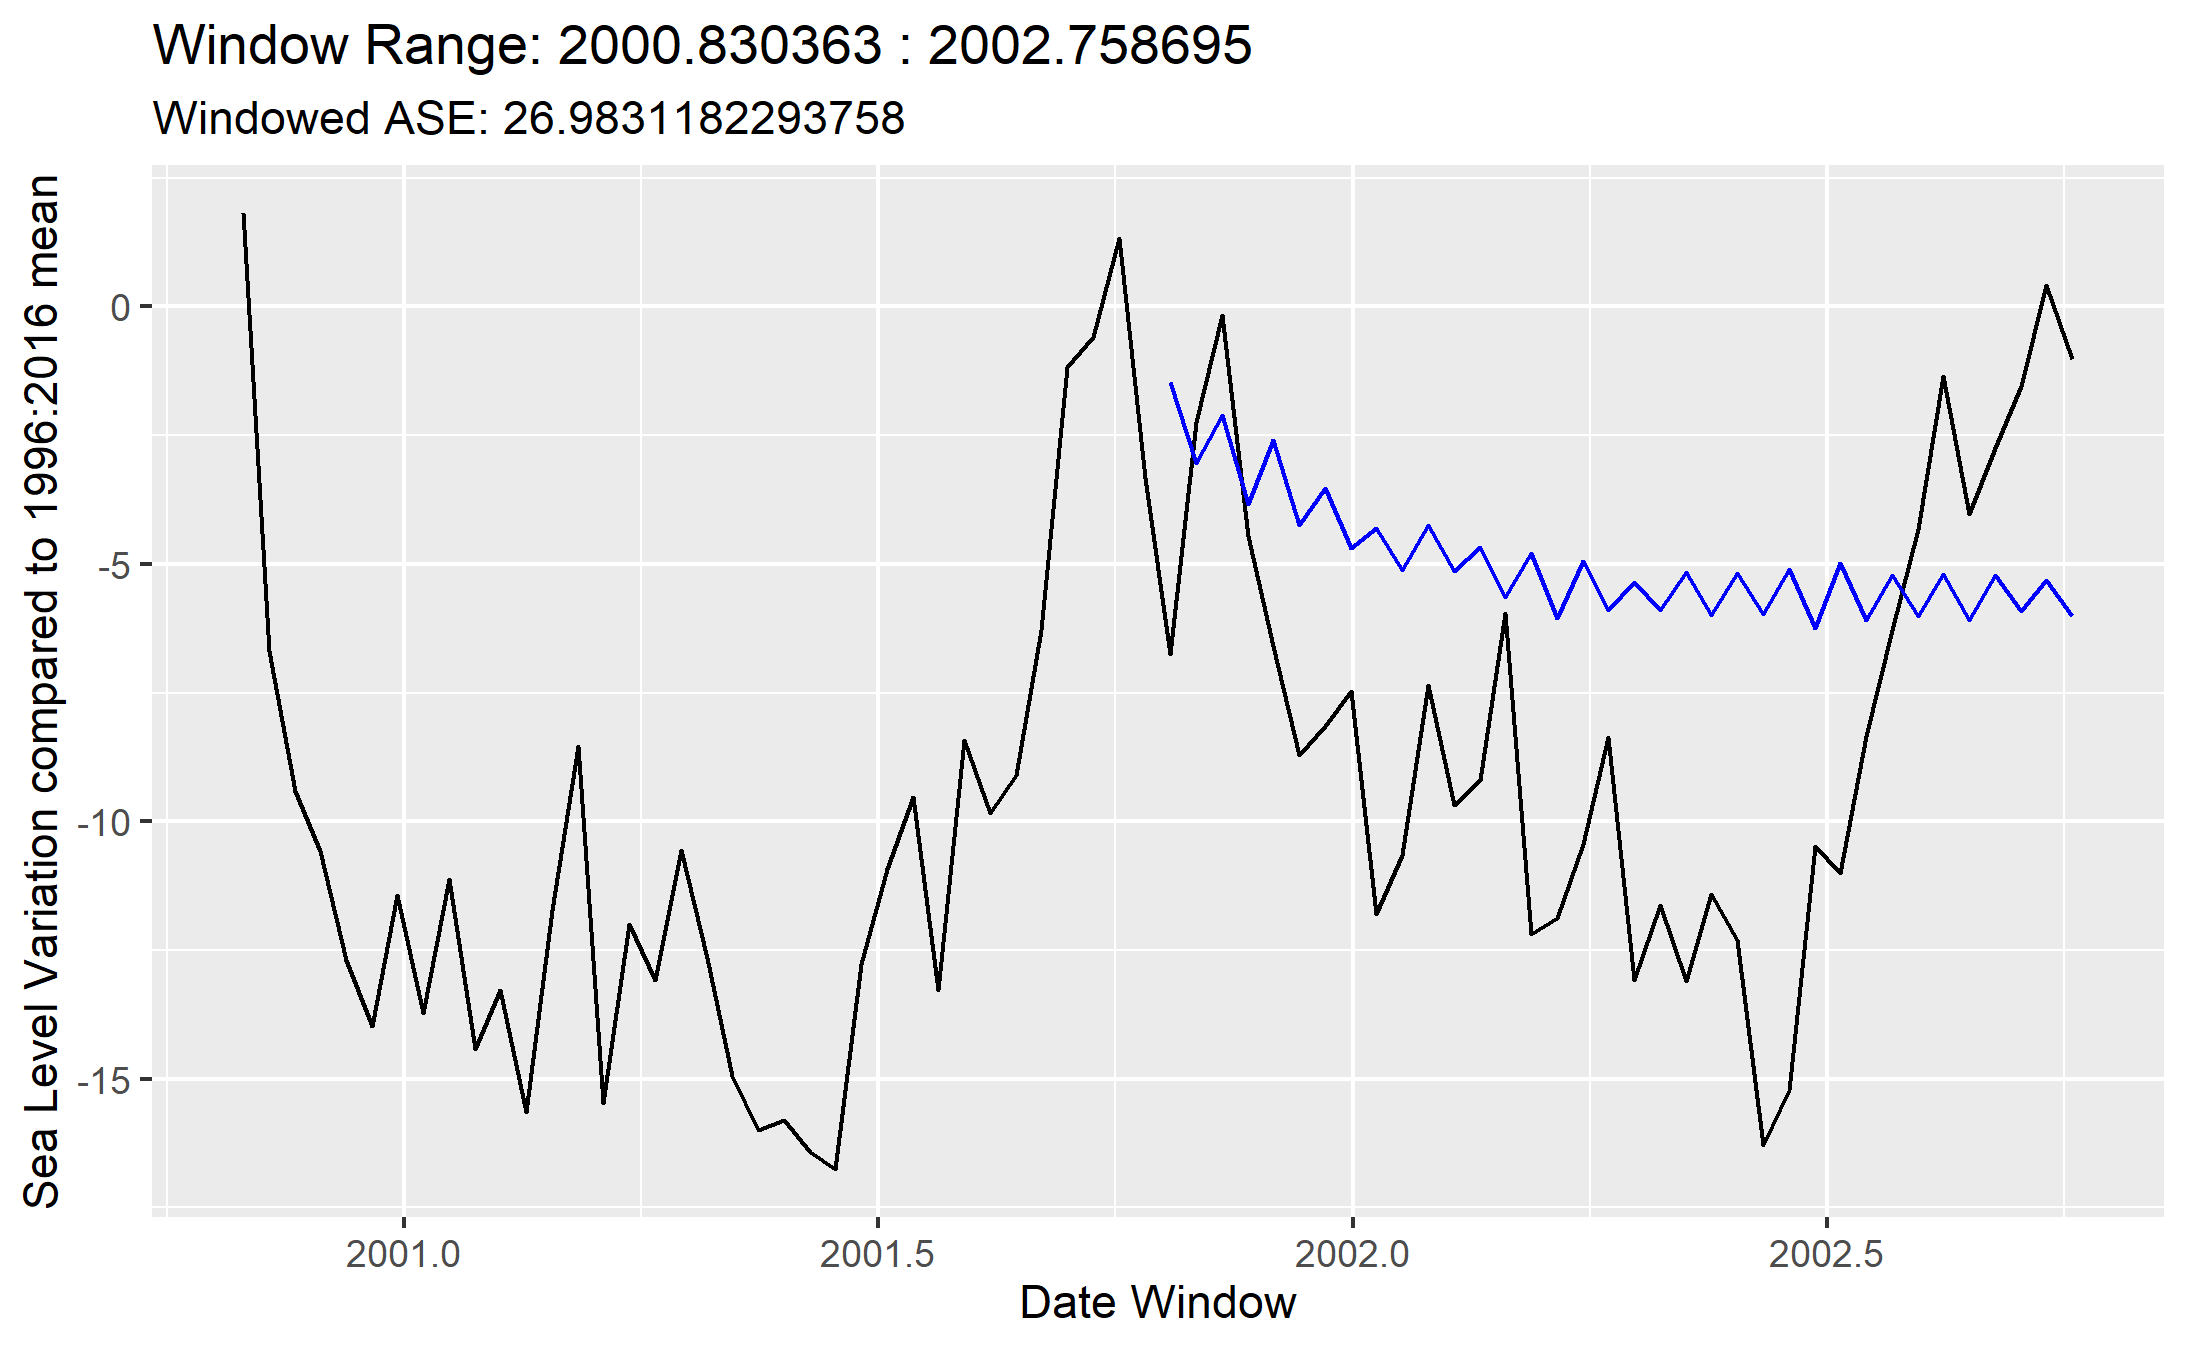 Window Range: 2000.830363 : 2002.758695
Windowed ASE: 26.9831182293758
Sea Level Variation compared to 1996:2016 mean
0
-5
-10
-15
2001.0
2001.5
2002.0
2002.5
Date Window